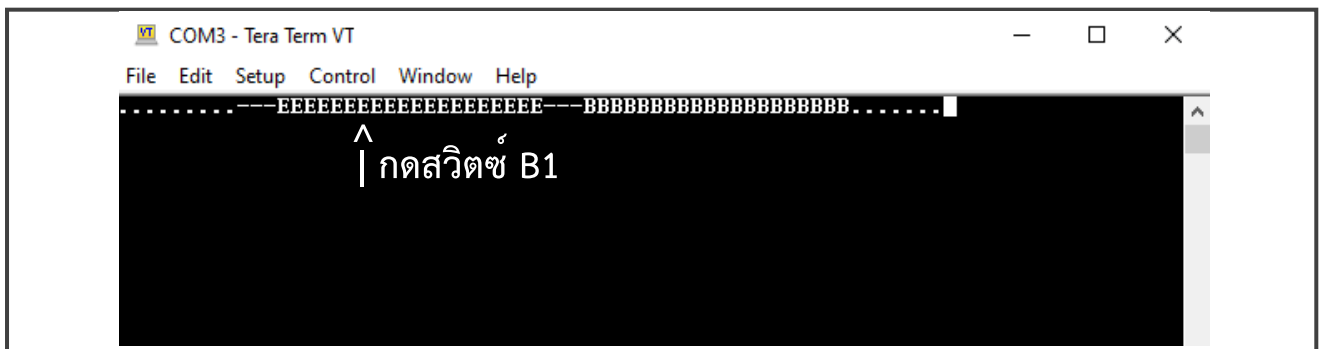 COM3 - Tera Term VT
File Edit Setup Control Window Help
.........---EEEEEEEEEEEEEEEEEEEE---BBBBBBBBBBBBBBBBBBBB.......
^
| กดสวิตซ์ B1